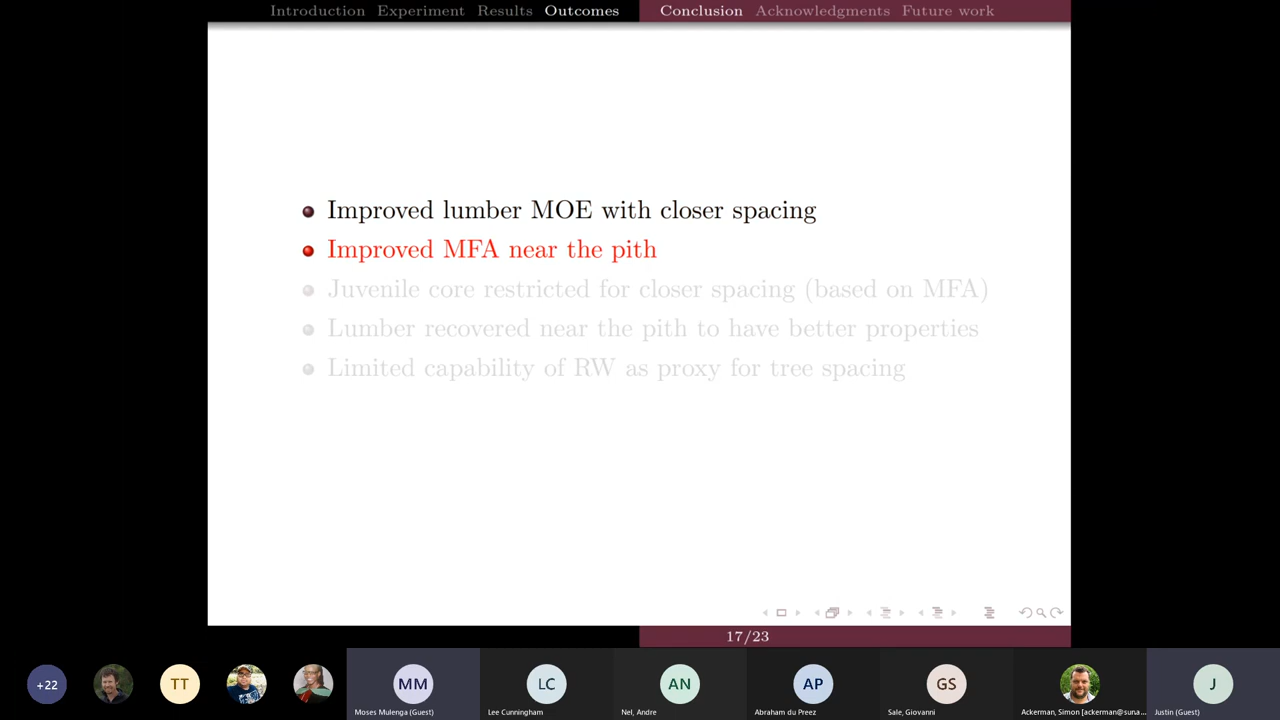 Introduction Experiment Results Outcomes Conclusion Acknowledgments Future work
Improved lumber MOE with closer spacing
Improved MFA near the pith
Juvenile core restricted for closer spacing (based on MFA)
Lumber recovered near the pith to have better properties
Limited capability of RW as proxy for tree spacing
17/23
+22 TT MM LC AN AP GS J
Moses Mulenga (Guest) Lee Cunningham Nel, Andre Abraham du Preez Sale, Giovanni Ackerman, Simon [ackerman@suna... Justin (Guest)